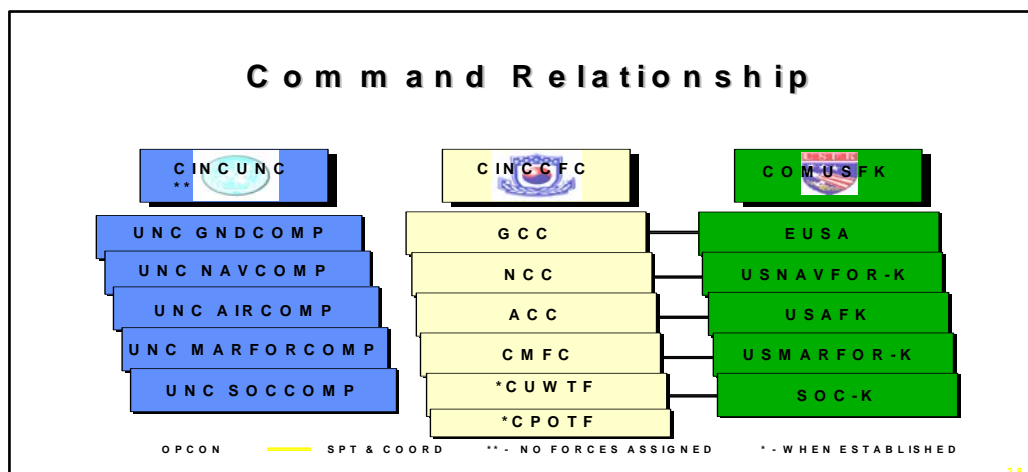 Command Relationship
CINCUNC
**
CINCCFC
COMUSFK
UNC GNDCOMP
UNC NAVCOMP
UNC AIRCOMP
UNC MARFORCOMP
UNC SOCCOMP
GCC
NCC
ACC
CMFC
*CUWTF
*CPOTF
EUSA
USNAVFOR-K
USAFK
USMARFOR-K
SOC-K
OPCON SPT & COORD **- NO FORCES ASSIGNED *- WHEN ESTABLISHED